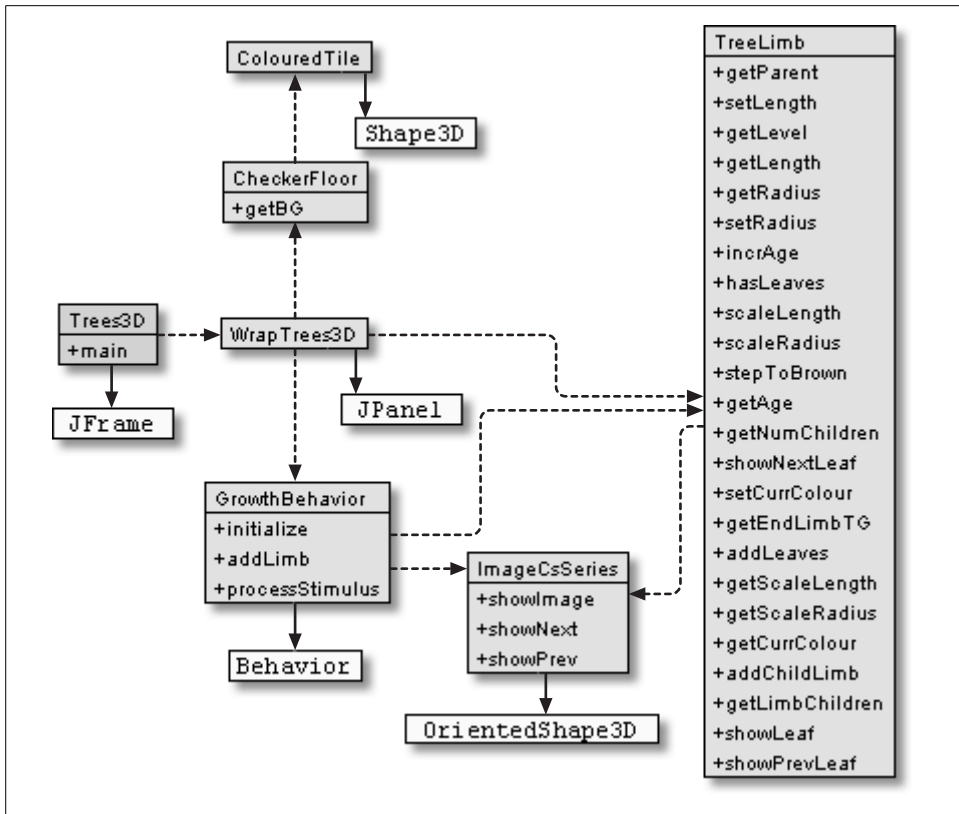 ColouredTile
Shape3D
CheckerFloor
+getBG
Trees3D
+main
JFrame
WrapTrees3D
JPanel
GrowthBehavior
+initialize
+addLimb
+processStimulus
Behavior
ImageCsSeries
+showImage
+showNext
+showPrev
OrientedShape3D
TreeLimb
+getParent
+setLength
+getLevel
+getLength
+getRadius
+setRadius
+incrAge
+hasLeaves
+scaleLength
+scaleRadius
+stepToBrown
+getAge
+getNumChildren
+showNextLeaf
+setCurrColour
+getEndLimbTG
+addLeaves
+getScaleLength
+getScaleRadius
+getCurrColour
+addChildLimb
+getLimbChildren
+showLeaf
+showPrevLeaf